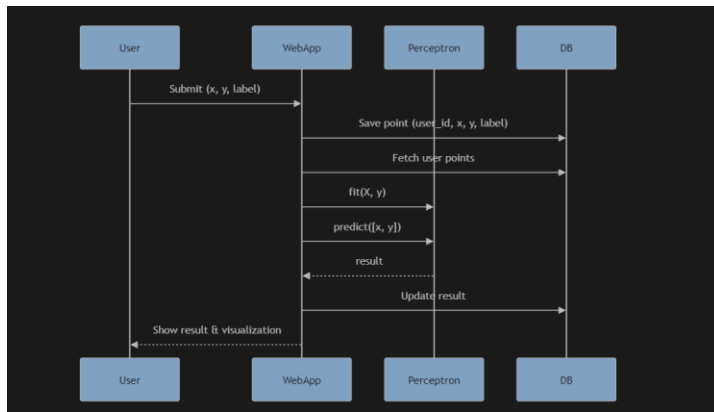 User WebApp Perceptron DB
Submit (x, y, label)
Save point (user_id, x, y, label)
Fetch user points
fit(X, y)
predict([x, y])
result
Update result
Show result & visualization
User WebApp Perceptron DB